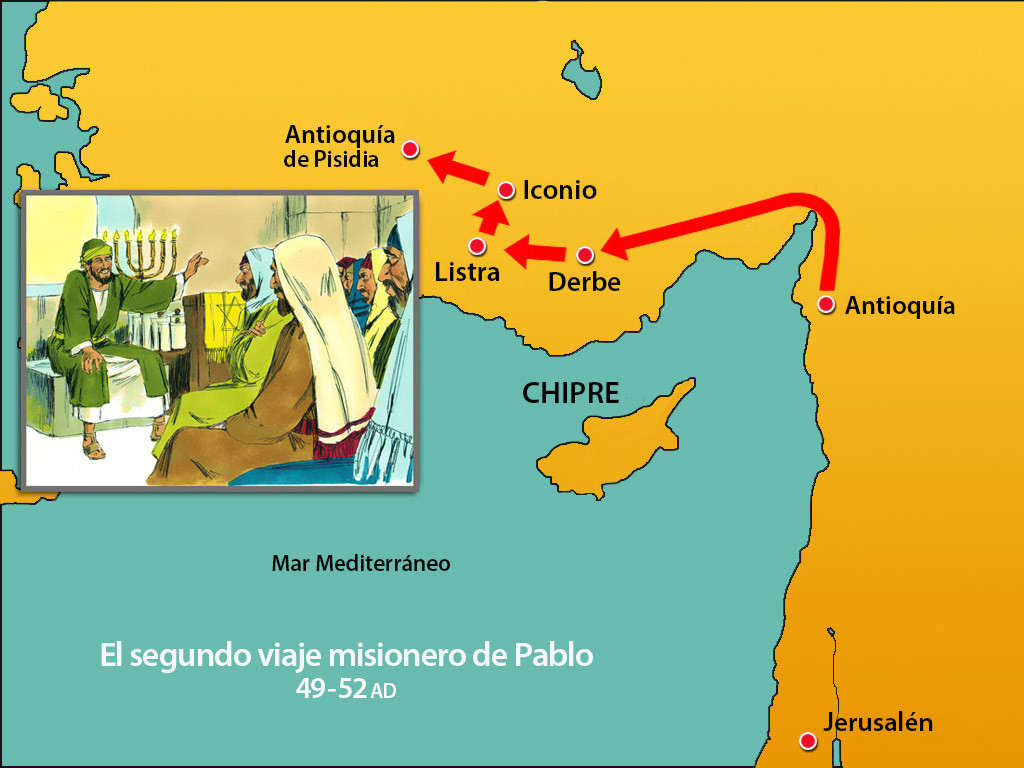 Antioquía
de Pisidia
Iconio
Listra
Derbe
Antioquía
CHIPRE
Mar Mediterráneo
El segundo viaje misionero de Pablo
49-52 AD
Jerusalén